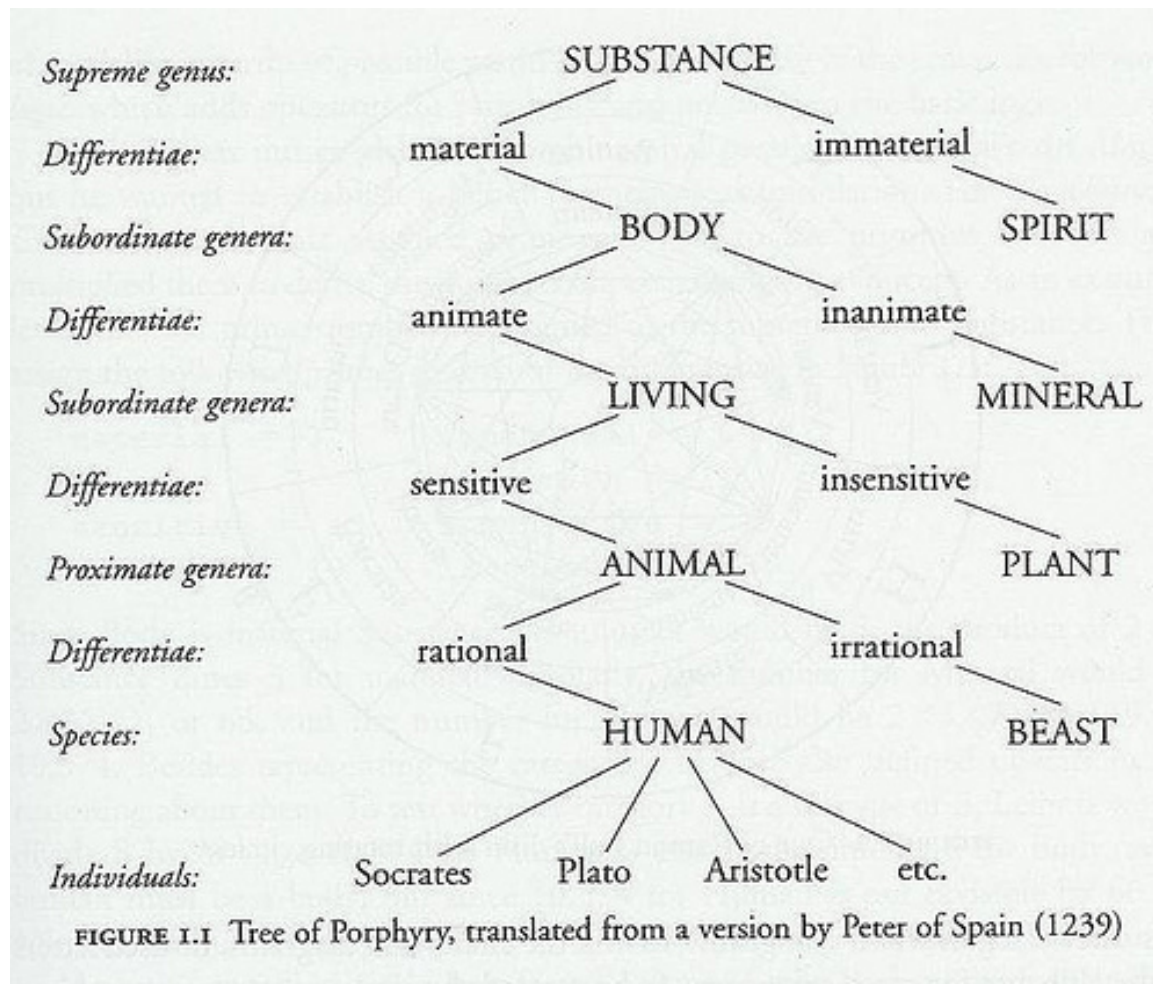 Supreme genus: SUBSTANCE
Differentiae: material immaterial
Subordinate genera: BODY SPIRIT
Differentiae: animate inanimate
Subordinate genera: LIVING MINERAL
Differentiae: sensitive insensitive
Proximate genera: ANIMAL PLANT
Differentiae: rational irrational
Species: HUMAN BEAST
Individuals: Socrates Plato Aristotle etc.
FIGURE I.I Tree of Porphyry, translated from a version by Peter of Spain (1239)